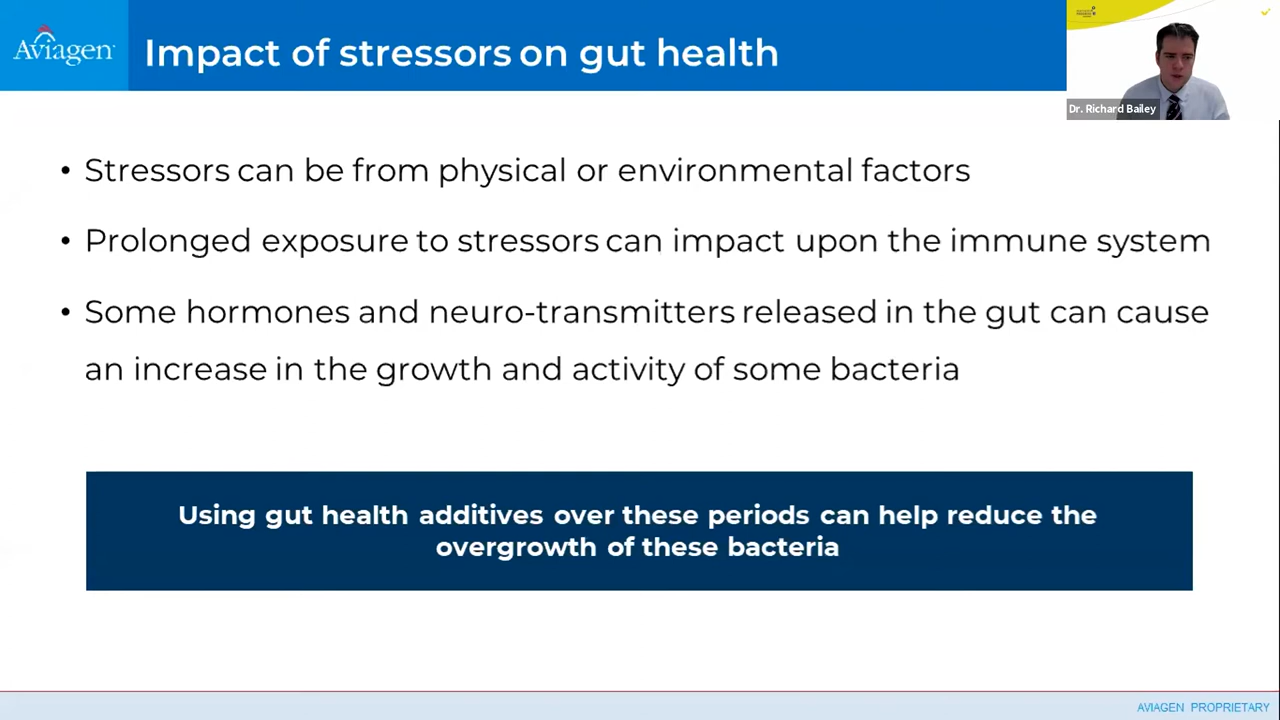 Aviagen
Impact of stressors on gut health
Dr. Richard Bailey
• Stressors can be from physical or environmental factors
• Prolonged exposure to stressors can impact upon the immune system
• Some hormones and neuro-transmitters released in the gut can cause
an increase in the growth and activity of some bacteria
Using gut health additives over these periods can help reduce the
overgrowth of these bacteria
AVIAGEN PROPRIETARY